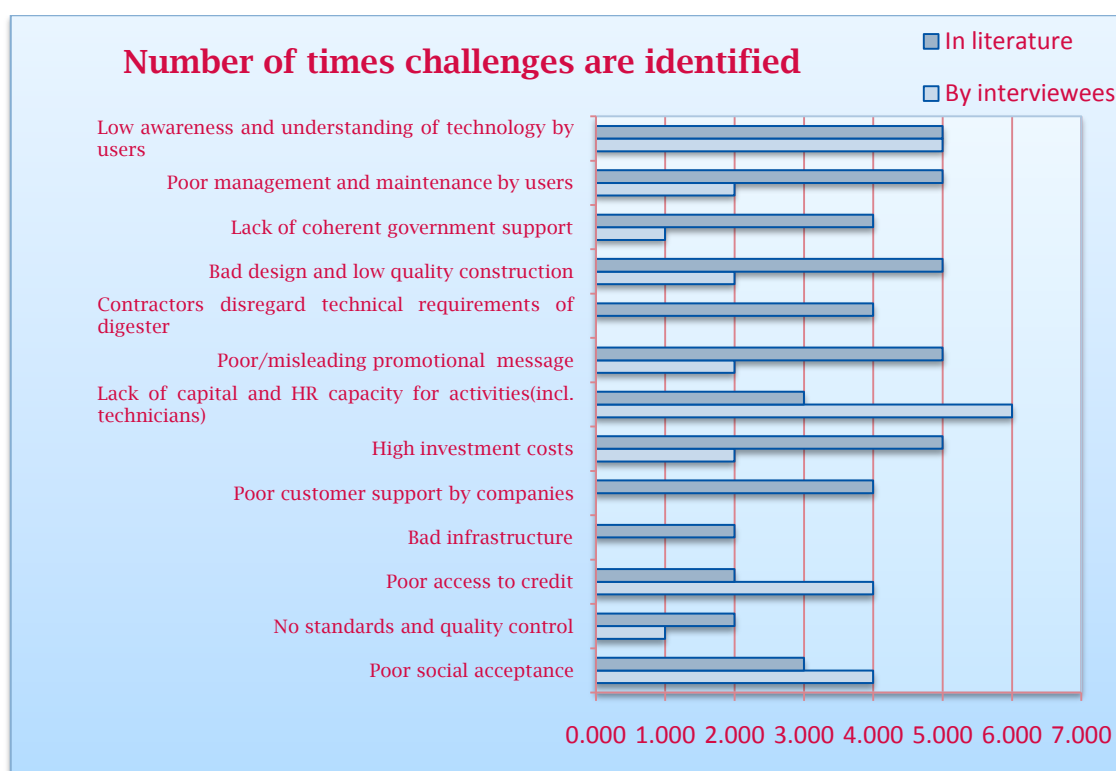 Number of times challenges are identified
In literature
By interviewees
Low awareness and understanding of technology by
users
Poor management and maintenance by users
Lack of coherent government support
Bad design and low quality construction
Contractors disregard technical requirements of
digester
Poor/misleading promotional message
Lack of capital and HR capacity for activities(incl.
technicians)
High investment costs
Poor customer support by companies
Bad infrastructure
Poor access to credit
No standards and quality control
Poor social acceptance
0.000 1.000 2.000 3.000 4.000 5.000 6.000 7.000